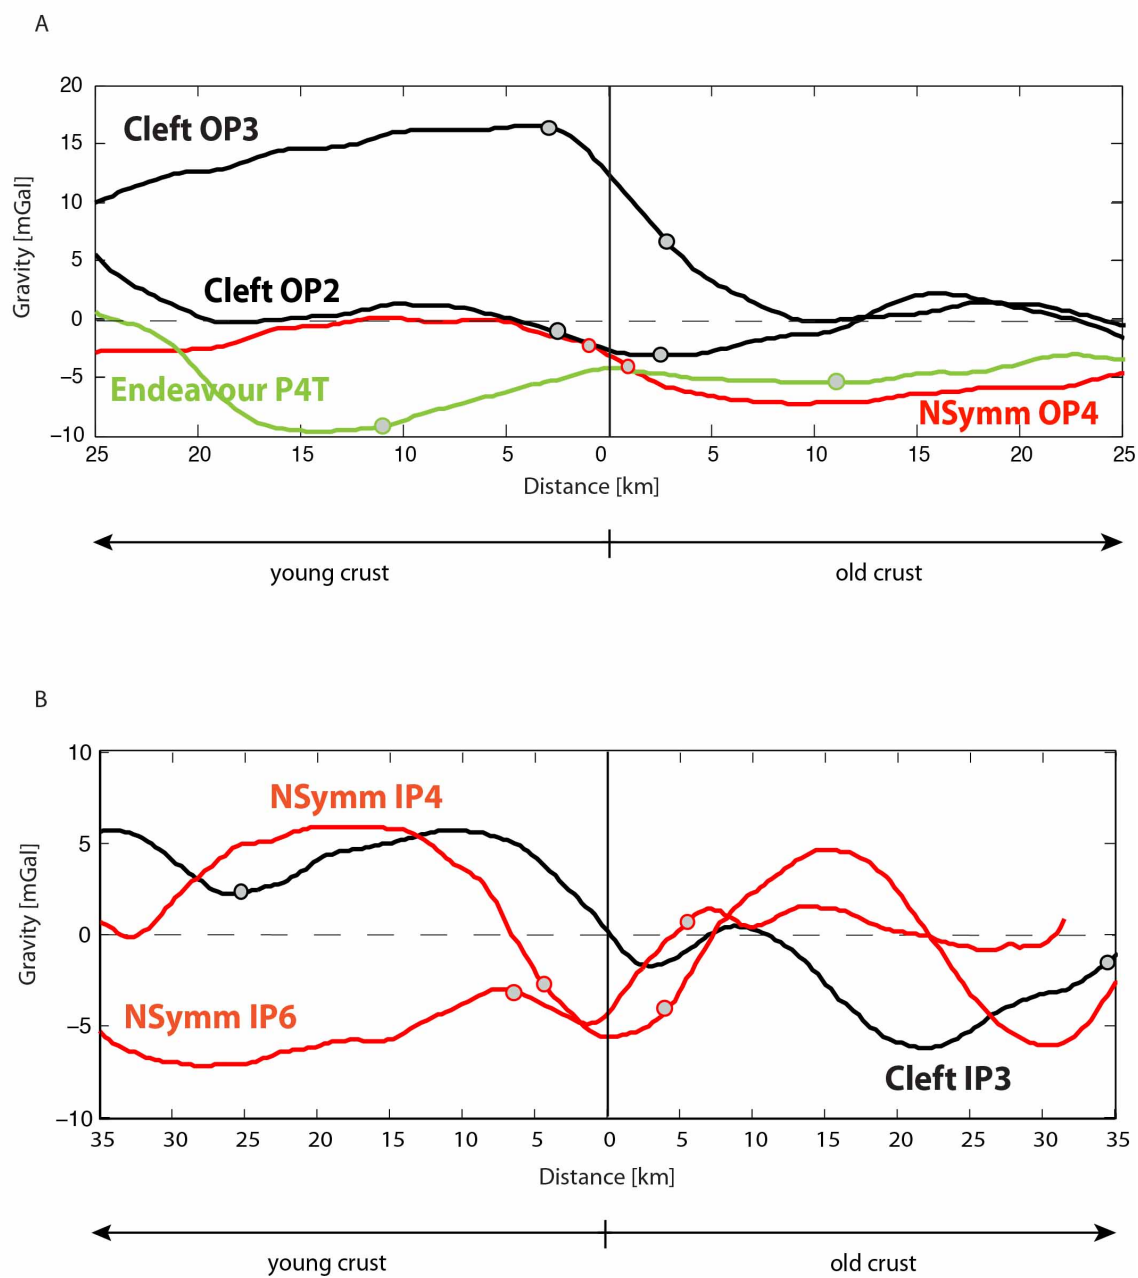 A
20
15
10
5
0
−5
−10
Gravity [mGal]
Cleft OP3
Cleft OP2
Endeavour P4T
NSymm OP4
25 20 15 10 5 0 5 10 15 20 25
Distance [km]
young crust old crust
B
10
5
0
−5
−10
Gravity [mGal]
NSymm IP4
NSymm IP6
Cleft IP3
35 30 25 20 15 10 5 0 5 10 15 20 25 30 35
Distance [km]
young crust old crust